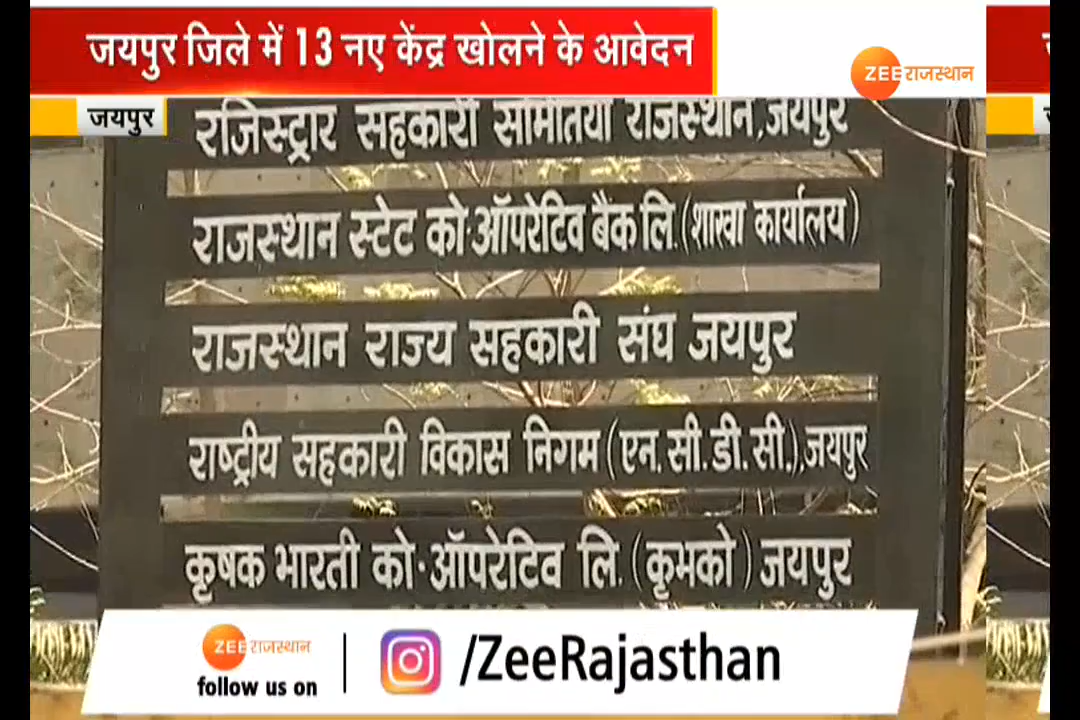 जयपुर जिले में 13 नए केंद्र खोलने के आवेदन
ZEE राजस्थान
जयपुर
रजिस्ट्रार सहकारी समितियां राजस्थान, जयपुर
राजस्थान स्टेट को-ऑपरेटिव बैंक लि. (शाखा कार्यालय)
राजस्थान राज्य सहकारी संघ जयपुर
राष्ट्रीय सहकारी विकास निगम (एन.सी.डी.सी.), जयपुर
कृषक भारती को-ऑपरेटिव लि. (कृभको) जयपुर
ZEE राजस्थान
follow us on
/ZeeRajasthan